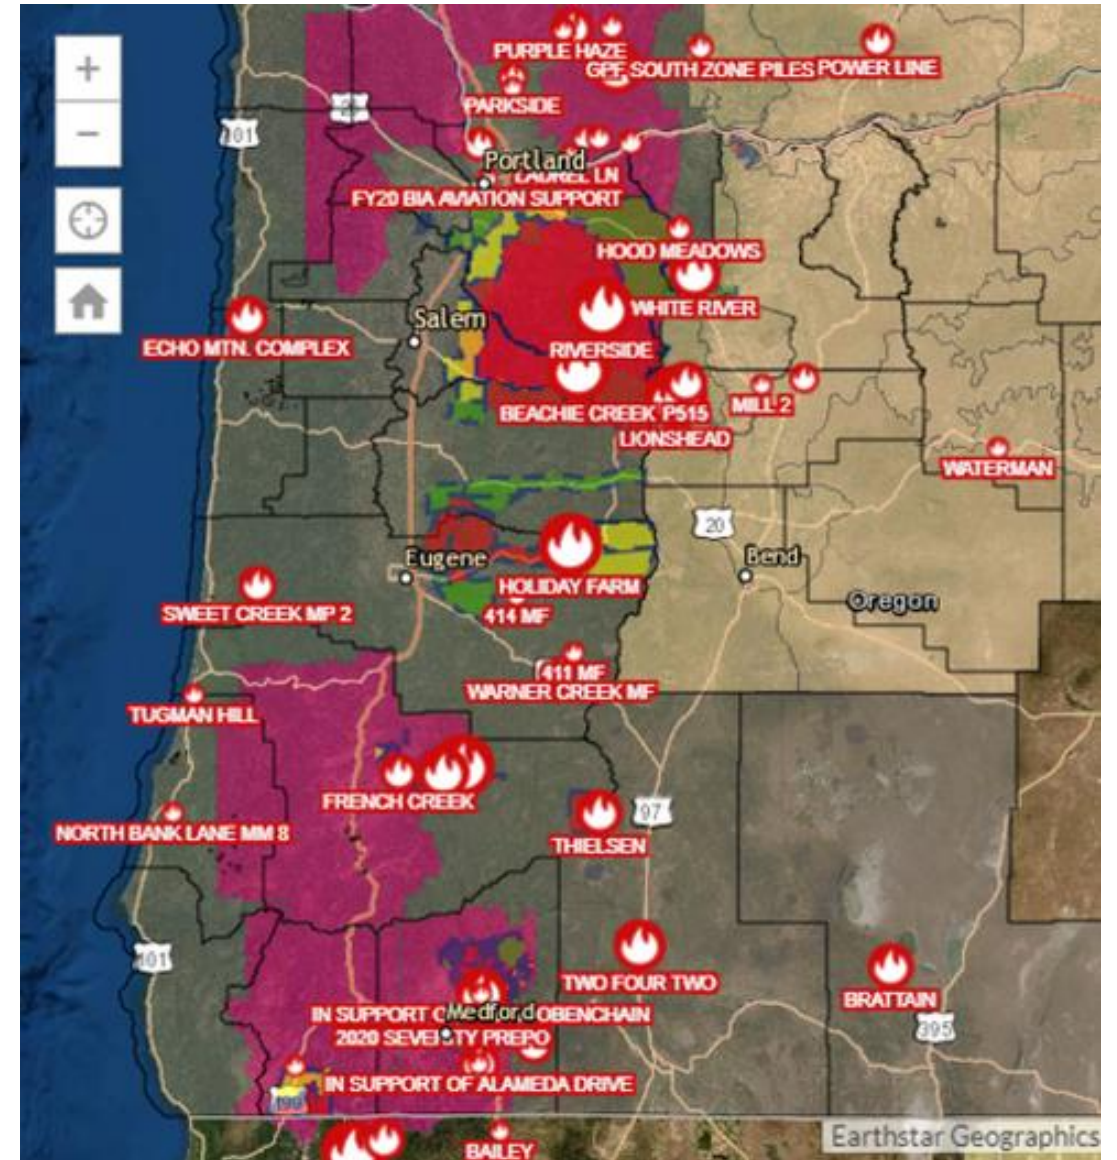 +
PURPLE HAZE
GPF SOUTH ZONE PILES
POWER LINE
PARKSIDE
−
101
Portland
LAUREL LN
FY20 BIA AVIATION SUPPORT
HOOD MEADOWS
WHITE RIVER
Salem
ECHO MTN. COMPLEX
RIVERSIDE
BEACHIE CREEK
P515
MILL 2
LIONSHEAD
WATERMAN
20
Eugene
Bend
HOLIDAY FARM
Oregon
SWEET CREEK MP 2
414 MF
411 MF
WARNER CREEK MF
TUGMAN HILL
FRENCH CREEK
97
NORTH BANK LANE MM 8
THIELSEN
101
TWO FOUR TWO
BRATTAIN
IN SUPPORT O
Medford
OBENCHAIN
395
2020 SEVERITY PREPO
IN SUPPORT OF ALAMEDA DRIVE
199
BAILEY
Earthstar Geographics